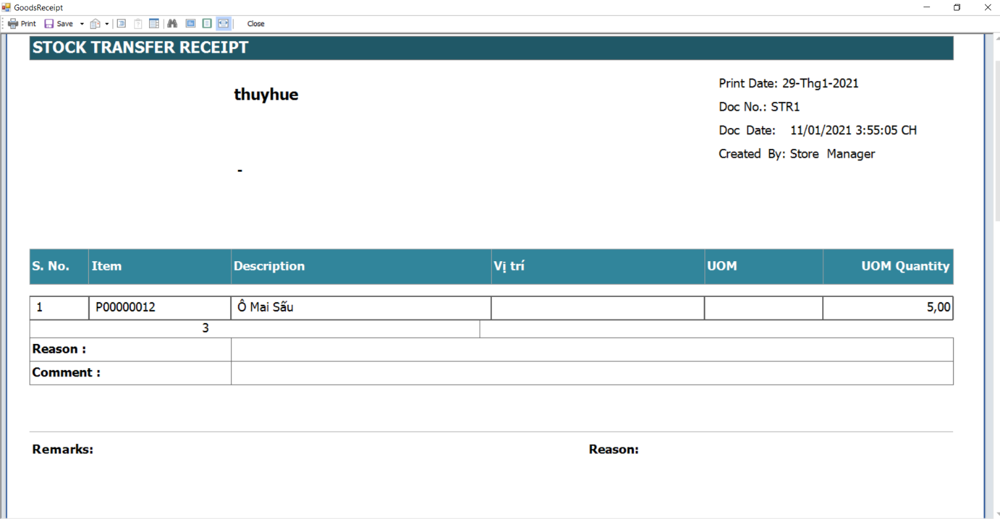 GoodsReceipt
Print Save Close
STOCK TRANSFER RECEIPT
thuyhue
-
Print Date: 29-Thg1-2021
Doc No.: STR1
Doc Date: 11/01/2021 3:55:05 CH
Created By: Store Manager
S. No. Item Description Vị trí UOM UOM Quantity
1 P00000012 Ô Mai Sấu 5,00
3
Reason :
Comment :
Remarks: Reason: